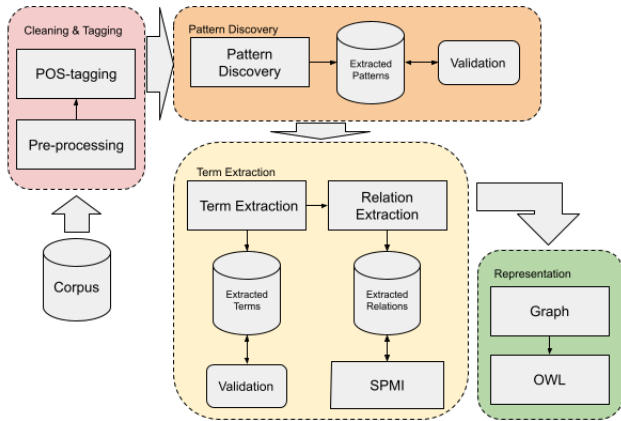 Cleaning & Tagging
POS-tagging
Pre-processing
Corpus
Pattern Discovery
Pattern
Discovery
Extracted
Patterns
Validation
Term Extraction
Term Extraction
Relation
Extraction
Extracted
Terms
Extracted
Relations
Validation
SPMI
Representation
Graph
OWL